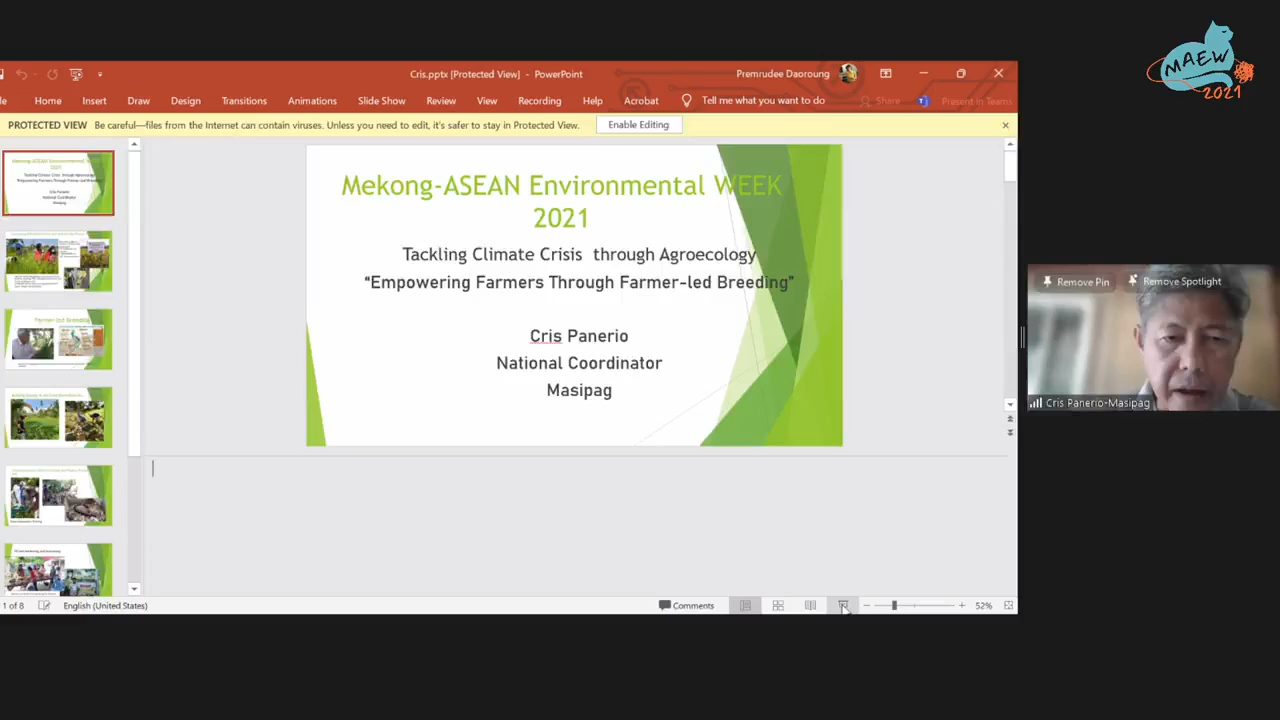 MAEW
2021
Cris.pptx [Protected View] - PowerPoint
Premrudee Daoroung
Home Insert Draw Design Transitions Animations Slide Show Review View Recording Help Acrobat Tell me what you want to do Share Present in Teams
PROTECTED VIEW Be careful—files from the Internet can contain viruses. Unless you need to edit, it's safer to stay in Protected View. Enable Editing
Mekong-ASEAN Environmental WEEK
2021
Tackling Climate Crisis through Agroecology
“Empowering Farmers Through Farmer-led Breeding”
Cris Panerio
National Coordinator
Masipag
Remove Pin Remove Spotlight
Cris Panerio-Masipag
Farmer-led Breeding
1 of 8 English (United States) Comments 52%